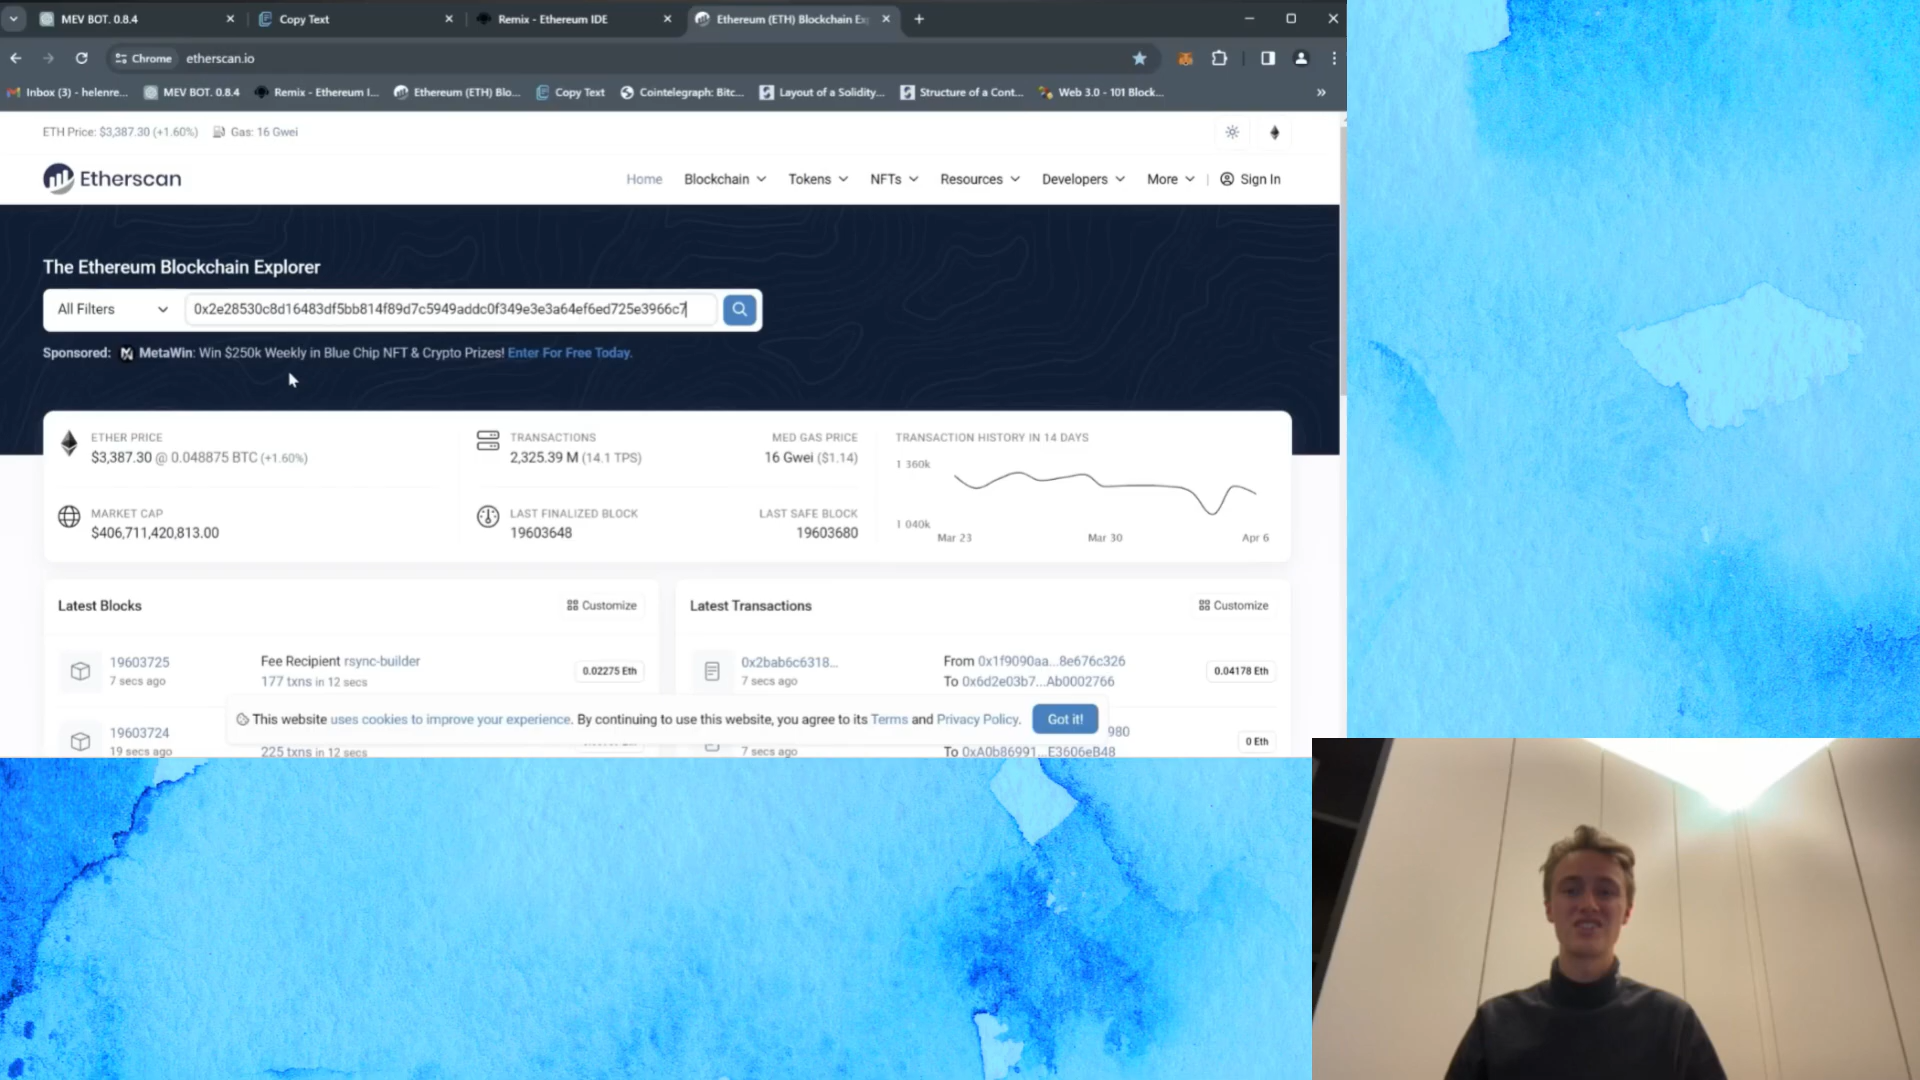 MEV BOT. 0.8.4
Copy Text
Remix - Ethereum IDE
Ethereum (ETH) Blockchain Ex
Chrome
etherscan.io
Inbox (3) - helenre...
MEV BOT. 0.8.4
Remix - Ethereum I...
Ethereum (ETH) Blo...
Copy Text
Cointelegraph: Bitc...
Layout of a Solidity...
Structure of a Cont...
Web 3.0 - 101 Block...
ETH Price: $3,387.30 (+1.60%)
Gas: 16 Gwei
Etherscan
Home
Blockchain
Tokens
NFTs
Resources
Developers
More
Sign In
The Ethereum Blockchain Explorer
All Filters
0x2e28530c8d16483df5bb814f89d7c5949addc0f349e3e3a64ef6ed725e3966c7
Sponsored: MetaWin: Win $250k Weekly in Blue Chip NFT & Crypto Prizes! Enter For Free Today.
ETHER PRICE
$3,387.30 @ 0.048875 BTC (+1.60%)
TRANSACTIONS
2,325.39 M (14.1 TPS)
MED GAS PRICE
16 Gwei ($1.14)
MARKET CAP
$406,711,420,813.00
LAST FINALIZED BLOCK
19603648
LAST SAFE BLOCK
19603680
TRANSACTION HISTORY IN 14 DAYS
1 360k
1 040k
Mar 23
Mar 30
Apr 6
Latest Blocks
Customize
Latest Transactions
Customize
19603725
7 secs ago
Fee Recipient rsync-builder
177 txns in 12 secs
0.02275 Eth
0x2bab6c6318...
7 secs ago
From 0x1f9090aa...8e676c326
To 0x6d2e03b7...Ab0002766
0.04178 Eth
This website uses cookies to improve your experience. By continuing to use this website, you agree to its Terms and Privacy Policy.
Got it!
19603724
19 secs ago
225 txns in 12 secs
7 secs ago
980
To 0xA0b86991...E3606eB48
0 Eth